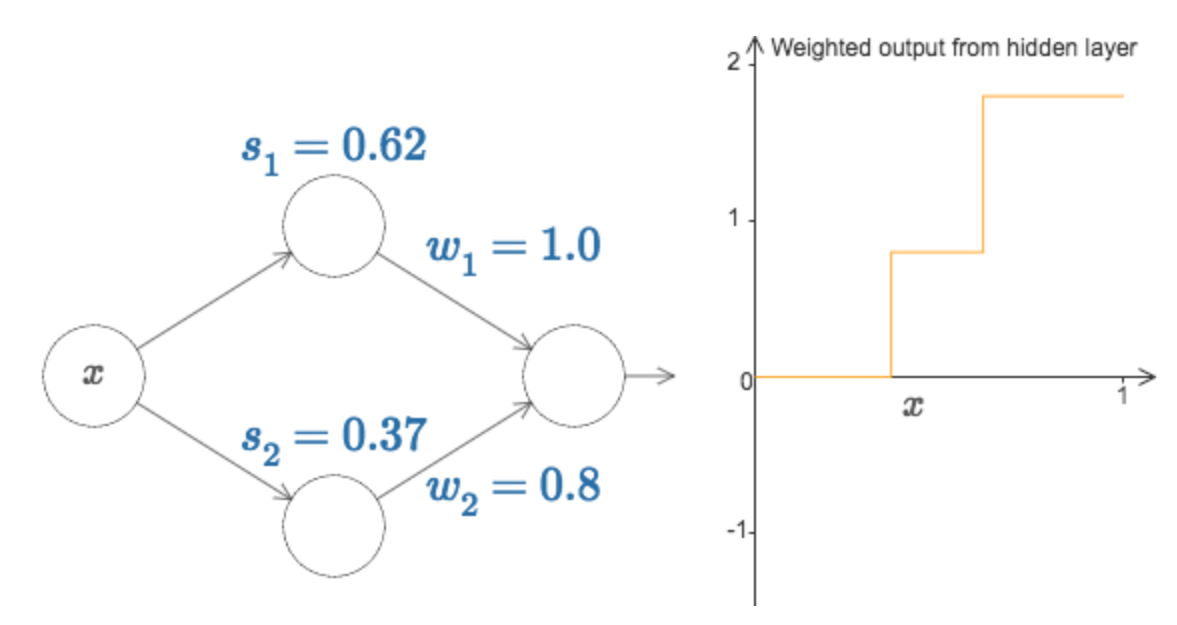 s₁ = 0.62
w₁ = 1.0
x
s₂ = 0.37
w₂ = 0.8
Weighted output from hidden layer
2
1
0
x
1
-1